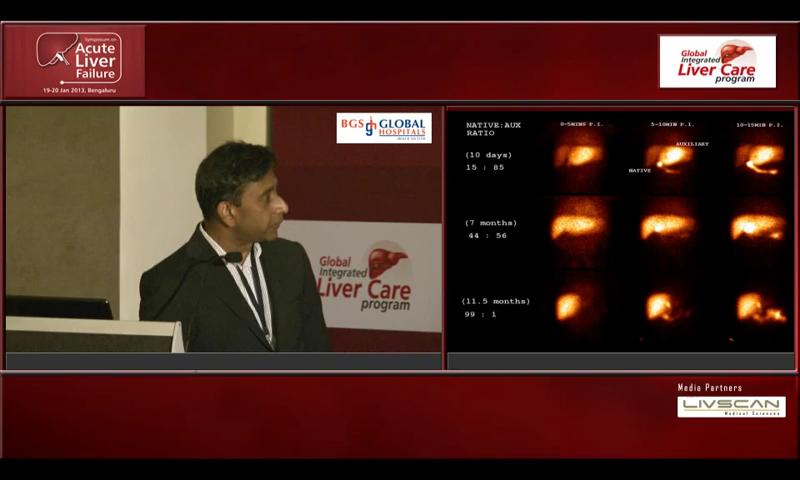 Symposium on
Acute
Liver
Failure
19-20 Jan 2013, Bengaluru
Global
Integrated
Liver Care
program
BGS GLOBAL
HOSPITALS
Global
Integrated
Liver Care
program
NATIVE:AUX
RATIO
0-5MINS P.I.
5-10MIN P.I.
10-15MIN P.I.
(10 days)
15 : 85
AUXILIARY
NATIVE
(7 months)
44 : 56
(11.5 months)
99 : 1
Media Partners
LIVSCAN
Medical Sciences